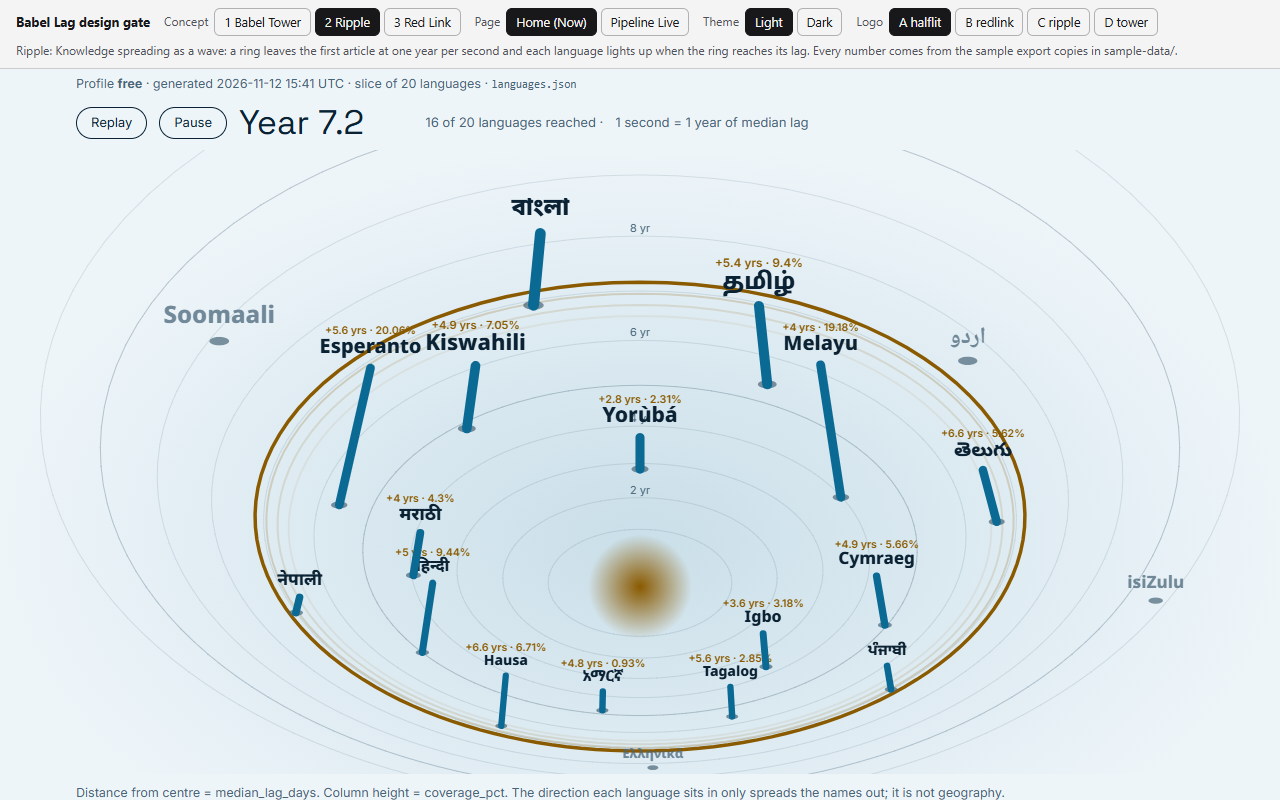 Babel Lag design gate Concept 1 Babel Tower 2 Ripple 3 Red Link Page Home (Now) Pipeline Live Theme Light Dark Logo A halflit B redlink C ripple D tower
Ripple: Knowledge spreading as a wave: a ring leaves the first article at one year per second and each language lights up when the ring reaches its lag. Every number comes from the sample export copies in sample-data/.
Profile free · generated 2026-11-12 15:41 UTC · slice of 20 languages · languages.json
Replay Pause Year 7.2 16 of 20 languages reached · 1 second = 1 year of median lag
বাংলা
8 yr
+5.4 yrs · 9.4%
தமிழ்
Soomaali
+5.6 yrs · 20.06%
Esperanto
+4.9 yrs · 7.05%
Kiswahili
6 yr
+4 yrs · 19.18%
Melayu
اردو
+2.8 yrs · 2.31%
Yorùbá
+6.6 yrs · 5.62%
తెలుగు
2 yr
+4 yrs · 4.3%
मराठी
+5 yrs · 9.44%
हिन्दी
+4.9 yrs · 5.66%
Cymraeg
नेपाली
isiZulu
+3.6 yrs · 3.18%
Igbo
ਪੰਜਾਬੀ
+6.6 yrs · 6.71%
Hausa
+4.8 yrs · 0.93%
አማርኛ
+5.6 yrs · 2.85%
Tagalog
Ελληνικά
Distance from centre = median_lag_days. Column height = coverage_pct. The direction each language sits in only spreads the names out; it is not geography.